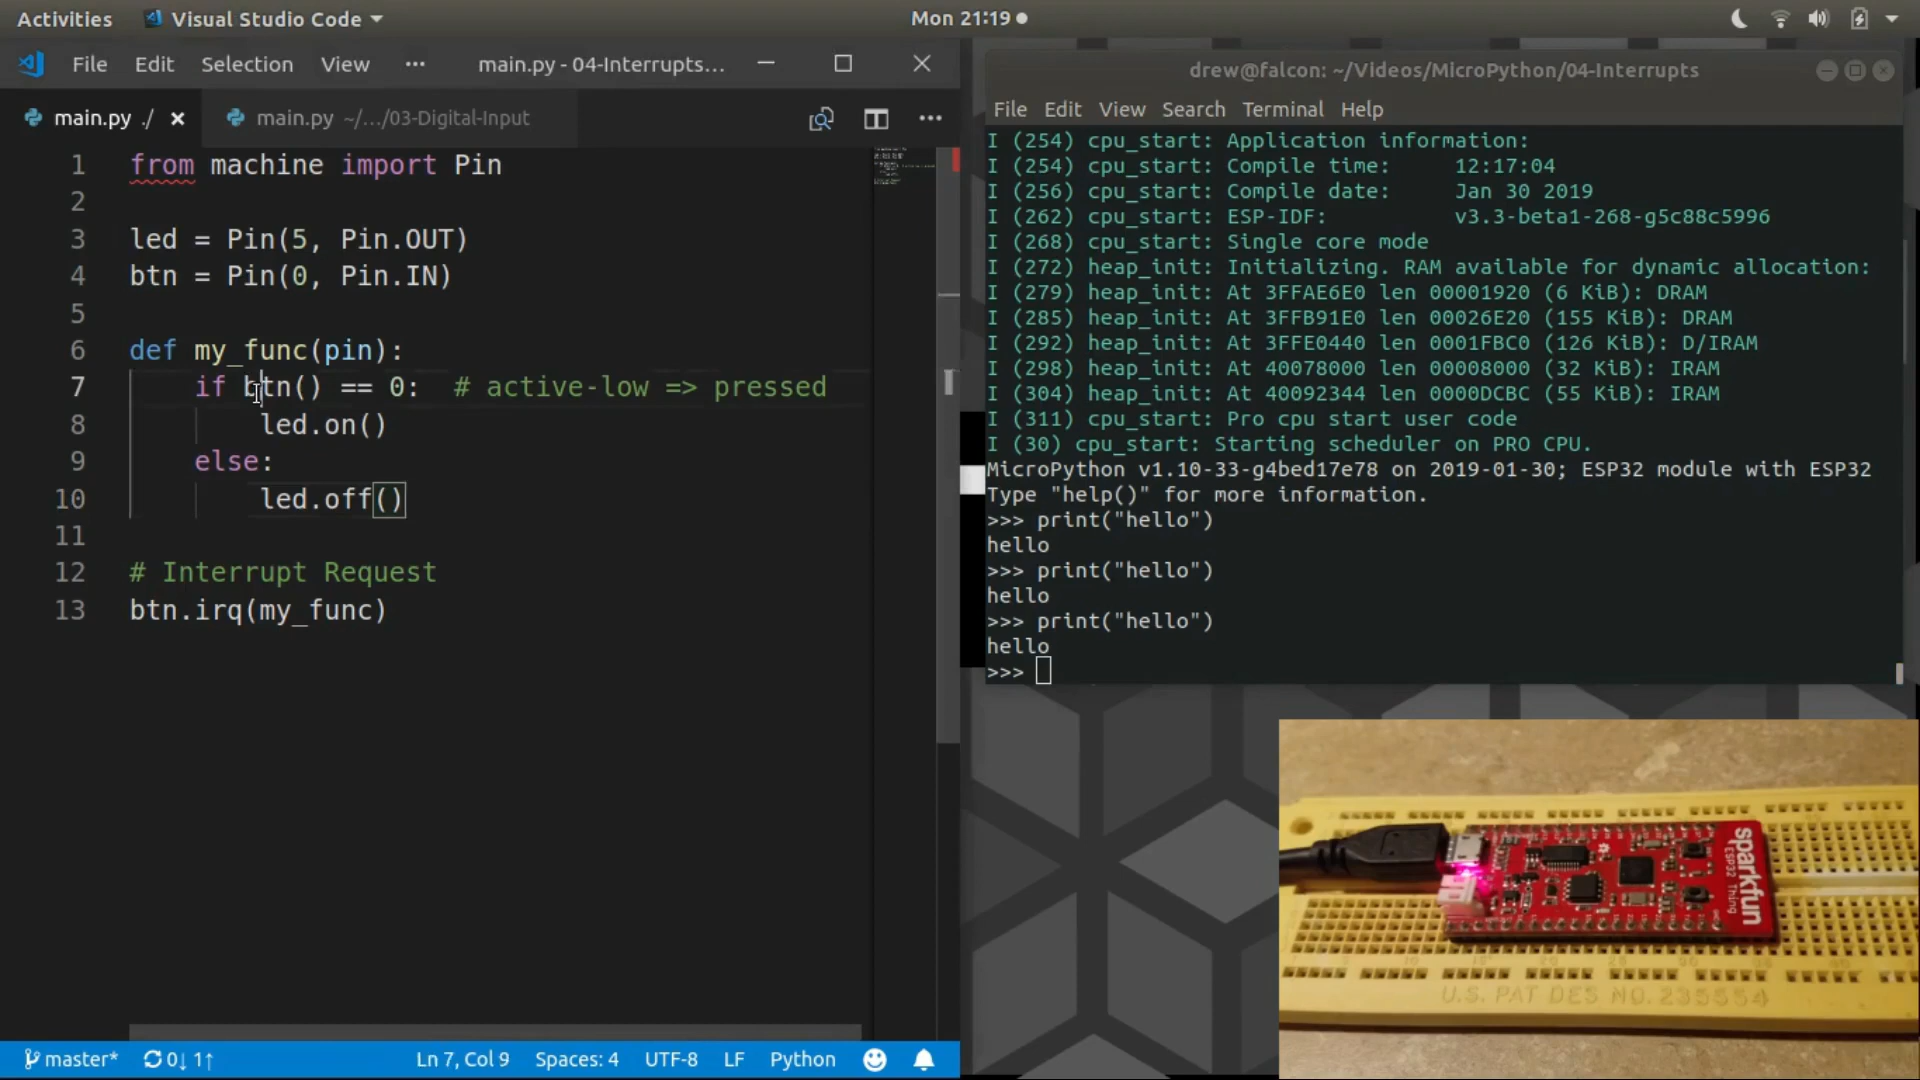 Activities
Visual Studio Code
Mon 21:19
File Edit Selection View ··· main.py - 04-Interrupts…
main.py ./
main.py ~/…/03-Digital-Input
1 from machine import Pin
2
3 led = Pin(5, Pin.OUT)
4 btn = Pin(0, Pin.IN)
5
6 def my_func(pin):
7 if btn() == 0:  # active-low => pressed
8 led.on()
9 else:
10 led.off()
11
12 # Interrupt Request
13 btn.irq(my_func)
master* 0↓ 1↑ Ln 7, Col 9 Spaces: 4 UTF-8 LF Python
drew@falcon: ~/Videos/MicroPython/04-Interrupts
File Edit View Search Terminal Help
I (254) cpu_start: Application information:
I (254) cpu_start: Compile time: 12:17:04
I (256) cpu_start: Compile date: Jan 30 2019
I (262) cpu_start: ESP-IDF: v3.3-beta1-268-g5c88c5996
I (268) cpu_start: Single core mode
I (272) heap_init: Initializing. RAM available for dynamic allocation:
I (279) heap_init: At 3FFAE6E0 len 00001920 (6 KiB): DRAM
I (285) heap_init: At 3FFB91E0 len 00026E20 (155 KiB): DRAM
I (292) heap_init: At 3FFE0440 len 0001FBC0 (126 KiB): D/IRAM
I (298) heap_init: At 40078000 len 00008000 (32 KiB): IRAM
I (304) heap_init: At 40092344 len 0000DCBC (55 KiB): IRAM
I (311) cpu_start: Pro cpu start user code
I (30) cpu_start: Starting scheduler on PRO CPU.
MicroPython v1.10-33-g4bed17e78 on 2019-01-30; ESP32 module with ESP32
Type "help()" for more information.
>>> print("hello")
hello
>>> print("hello")
hello
>>> print("hello")
hello
>>>
sparkfun
ESP32 Thing
U.S. PAT DES NO. 235554